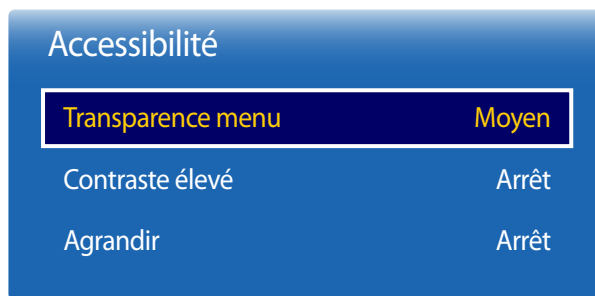 Accessibilité
Transparence menu Moyen
Contraste élevé Arrêt
Agrandir Arrêt